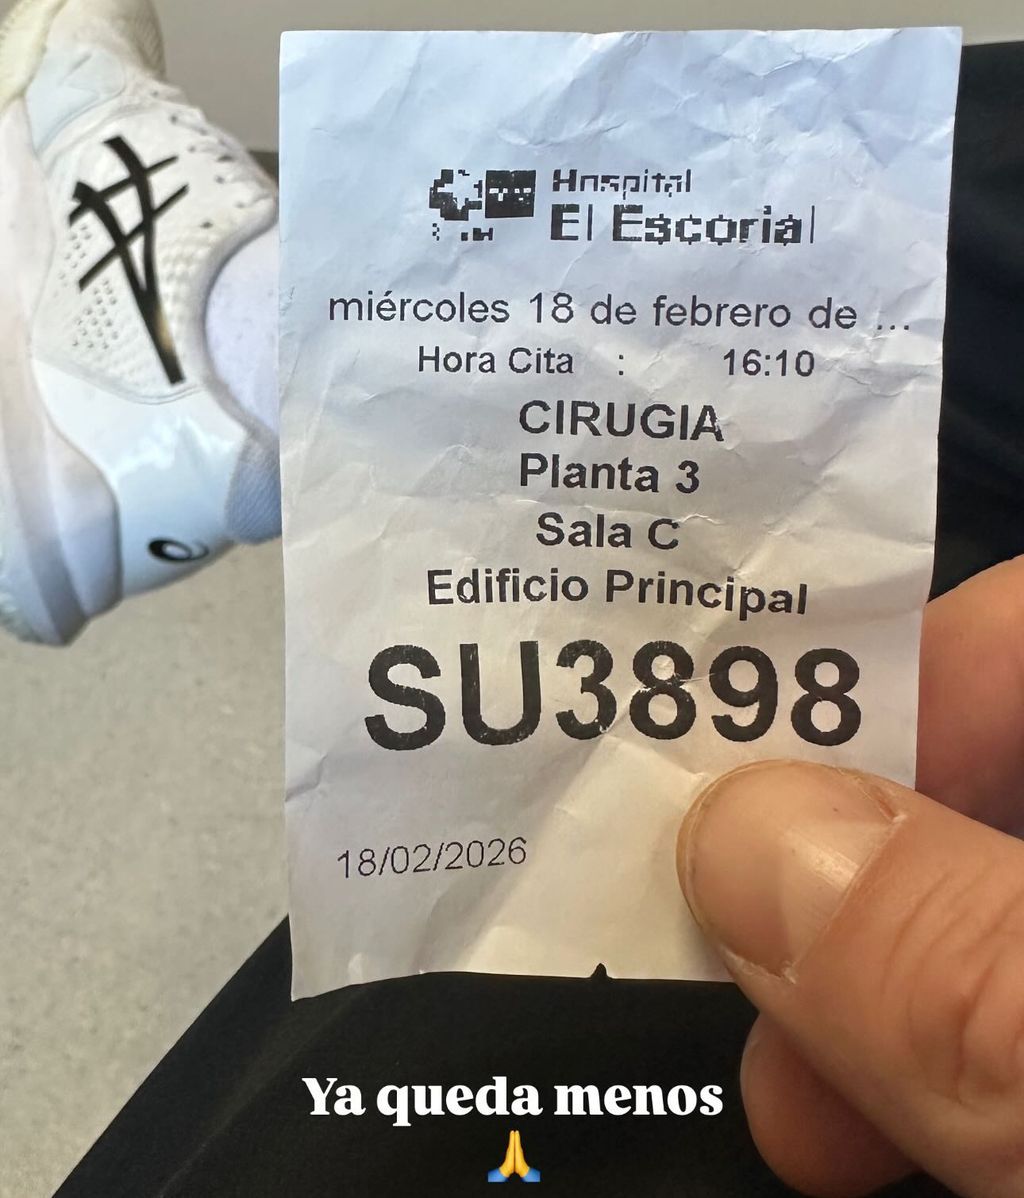 Hospital
El Escorial
miércoles 18 de febrero de ...
Hora Cita : 16:10
CIRUGIA
Planta 3
Sala C
Edificio Principal
SU3898
18/02/2026
Ya queda menos
🙏